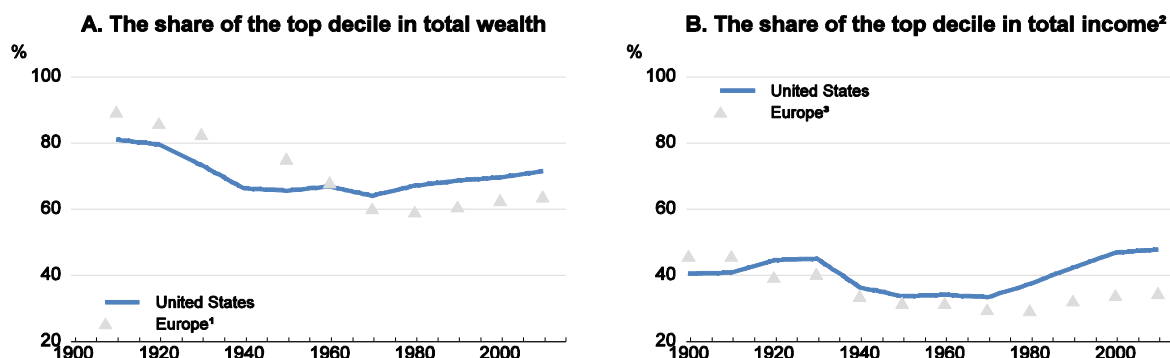 A. The share of the top decile in total wealth
%
100
80
60
40
20
United States
Europe¹
1900 1920 1940 1960 1980 2000
B. The share of the top decile in total income²
%
100
80
60
40
20
United States
Europe³
1900 1920 1940 1960 1980 2000